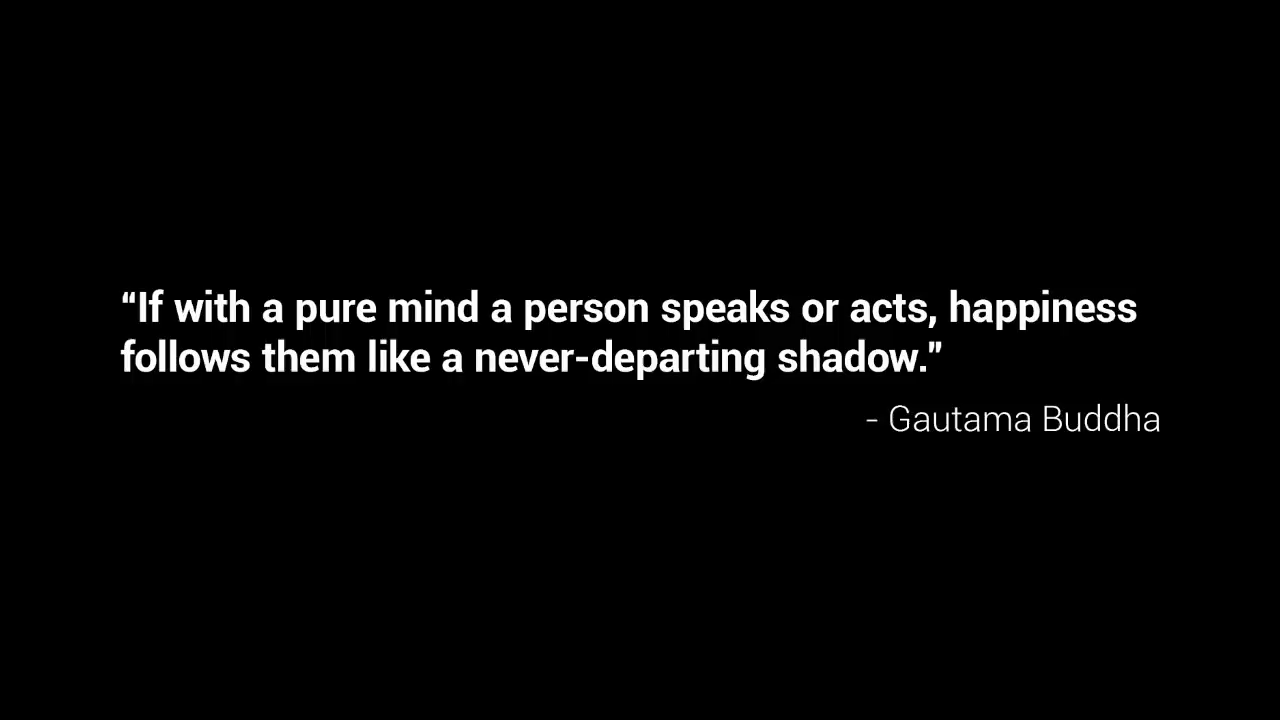 “If with a pure mind a person speaks or acts, happiness
follows them like a never-departing shadow.”
- Gautama Buddha